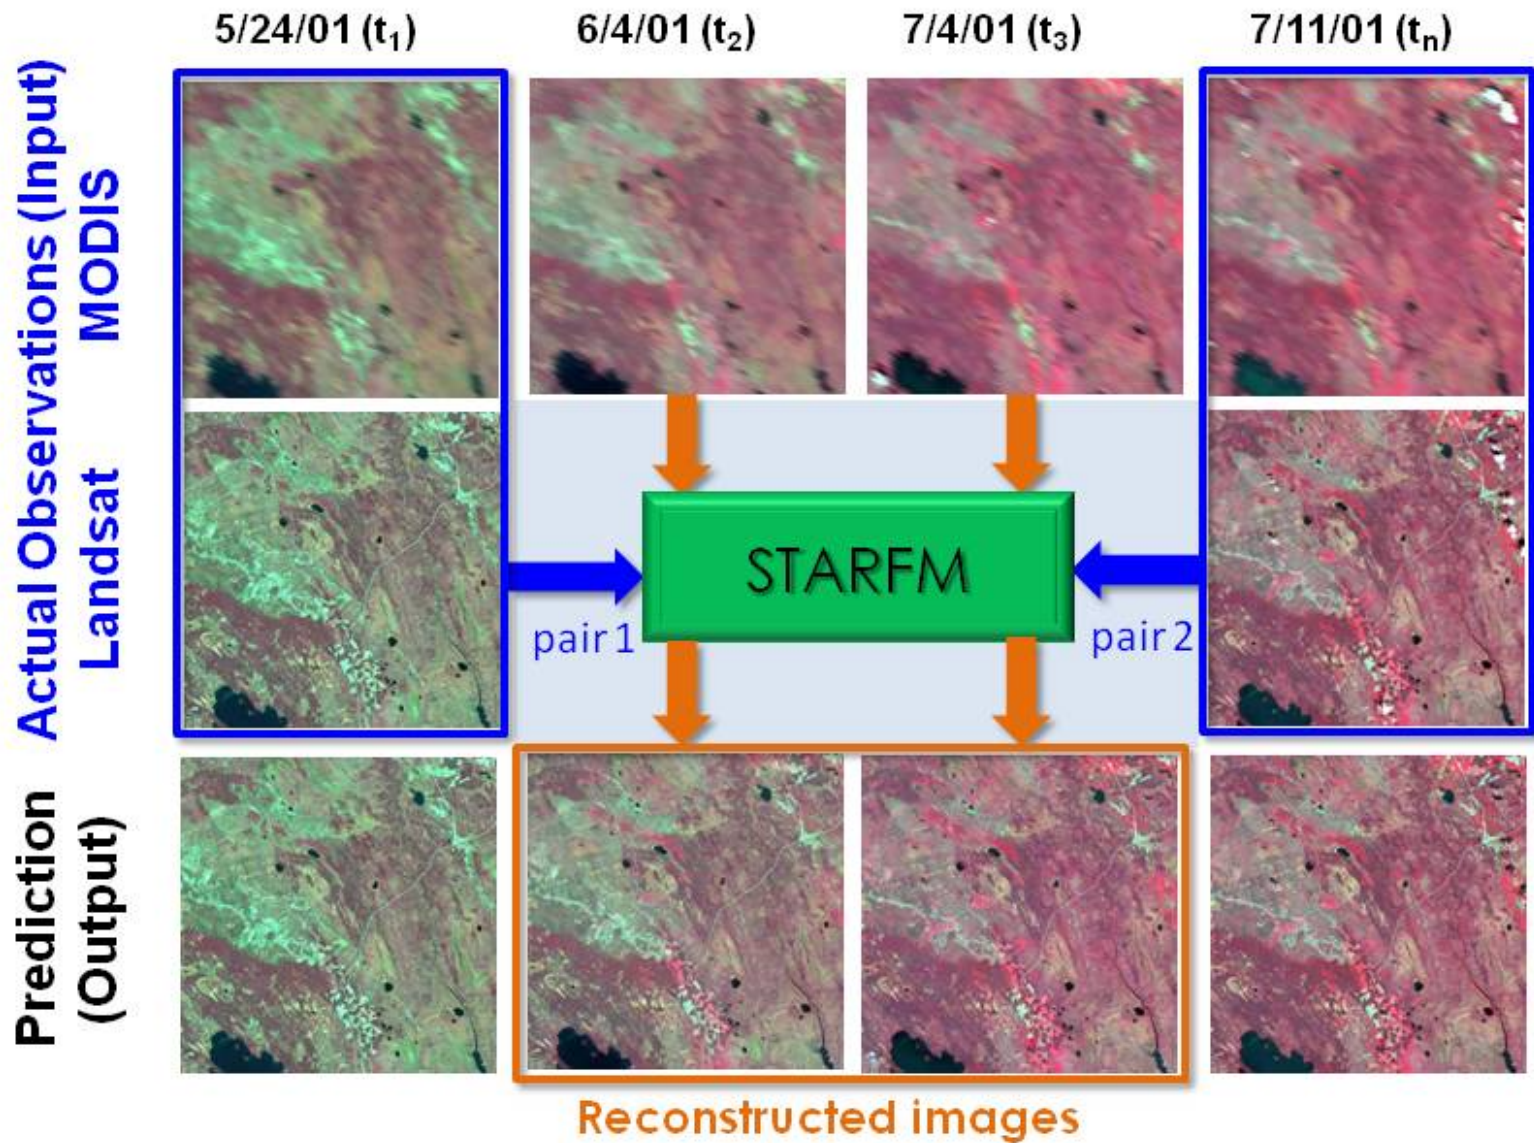 5/24/01 (t₁)
6/4/01 (t₂)
7/4/01 (t₃)
7/11/01 (tₙ)
Actual Observations (Input)
MODIS
Landsat
STARFM
pair 1
pair 2
Prediction
(Output)
Reconstructed images